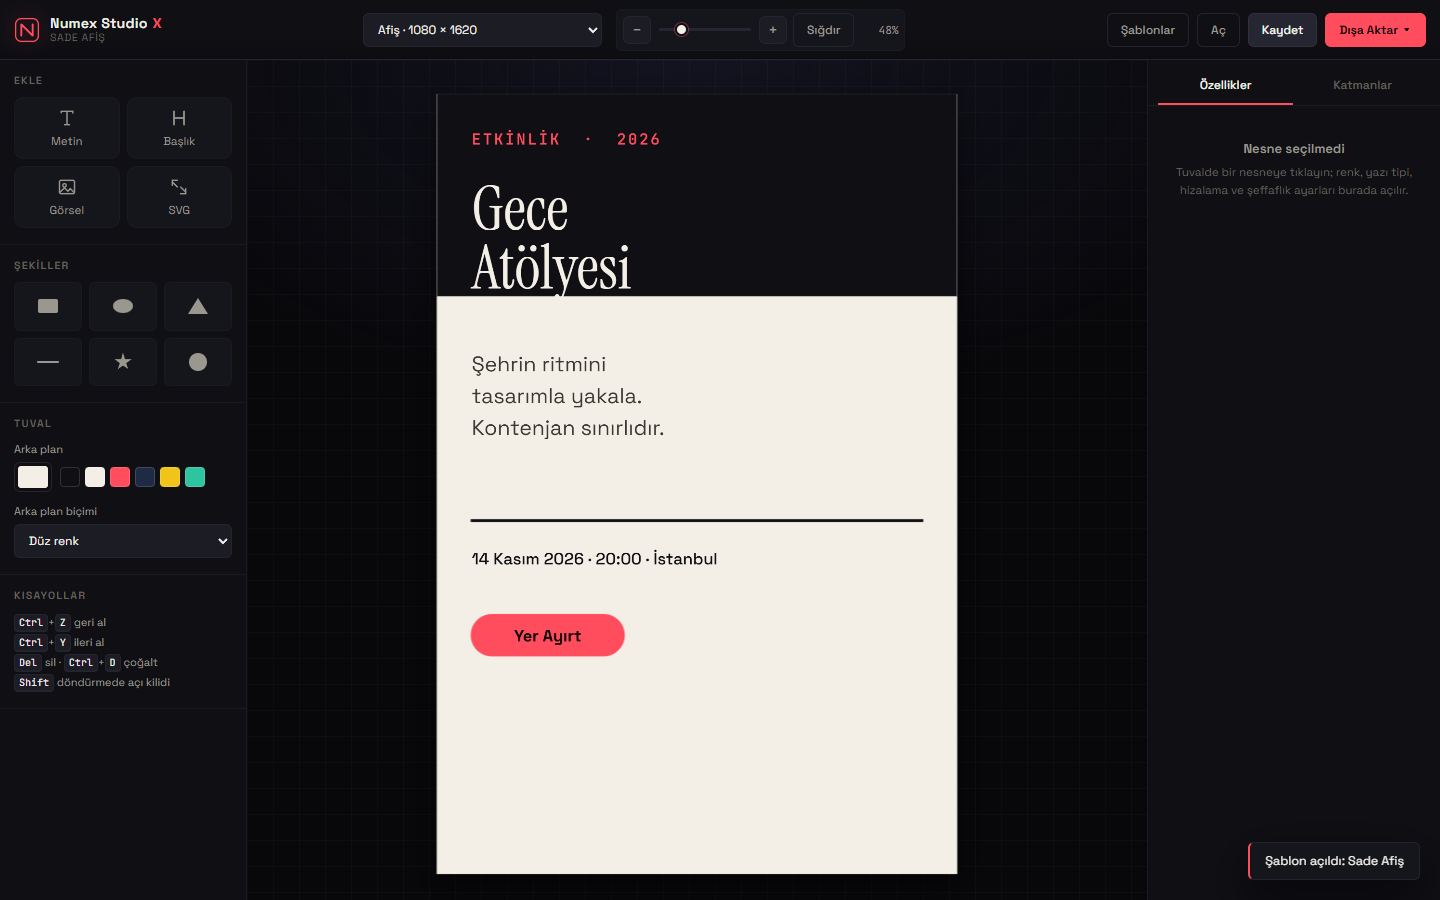 Numex Studio X
SADE AFİŞ
Afiş · 1080 × 1620
−
+
Sığdır
48%
Şablonlar
Aç
Kaydet
Dışa Aktar
EKLE
Metin
Başlık
Görsel
SVG
ŞEKİLLER
TUVAL
Arka plan
Arka plan biçimi
Düz renk
KISAYOLLAR
Ctrl + Z geri al
Ctrl + Y ileri al
Del sil · Ctrl + D çoğalt
Shift döndürmede açı kilidi
ETKİNLİK · 2026
Gece
Atölyesi
Şehrin ritmini
tasarımla yakala.
Kontenjan sınırlıdır.
14 Kasım 2026 · 20:00 · İstanbul
Yer Ayırt
Özellikler
Katmanlar
Nesne seçilmedi
Tuvalde bir nesneye tıklayın; renk, yazı tipi,
hizalama ve şeffaflık ayarları burada açılır.
Şablon açıldı: Sade Afiş